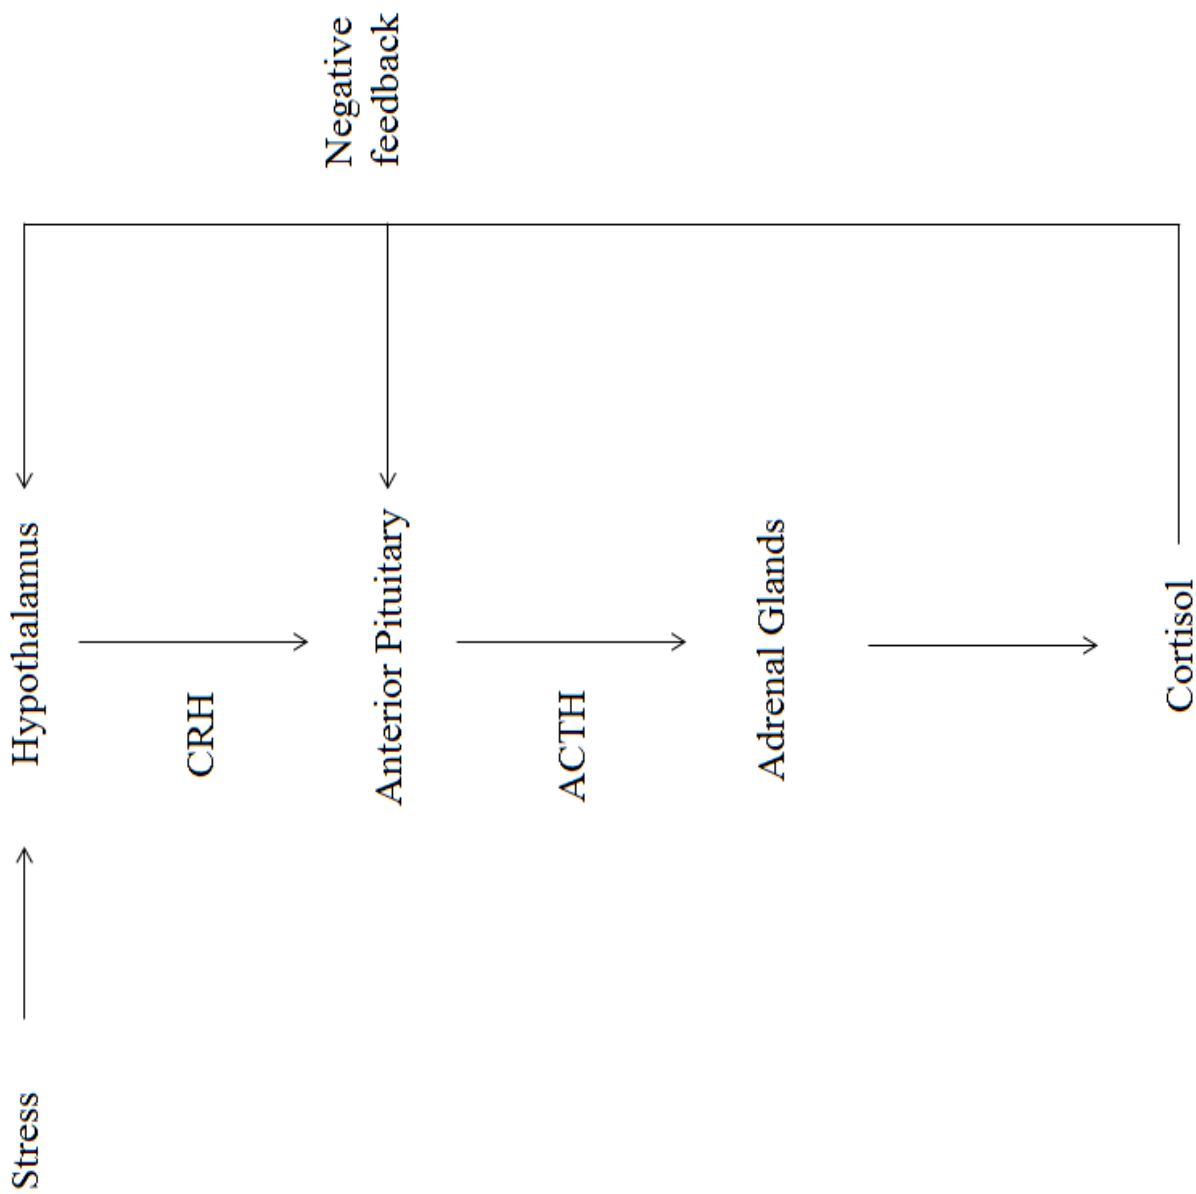 Stress
Hypothalamus
CRH
Anterior Pituitary
Negative
feedback
ACTH
Adrenal Glands
Cortisol